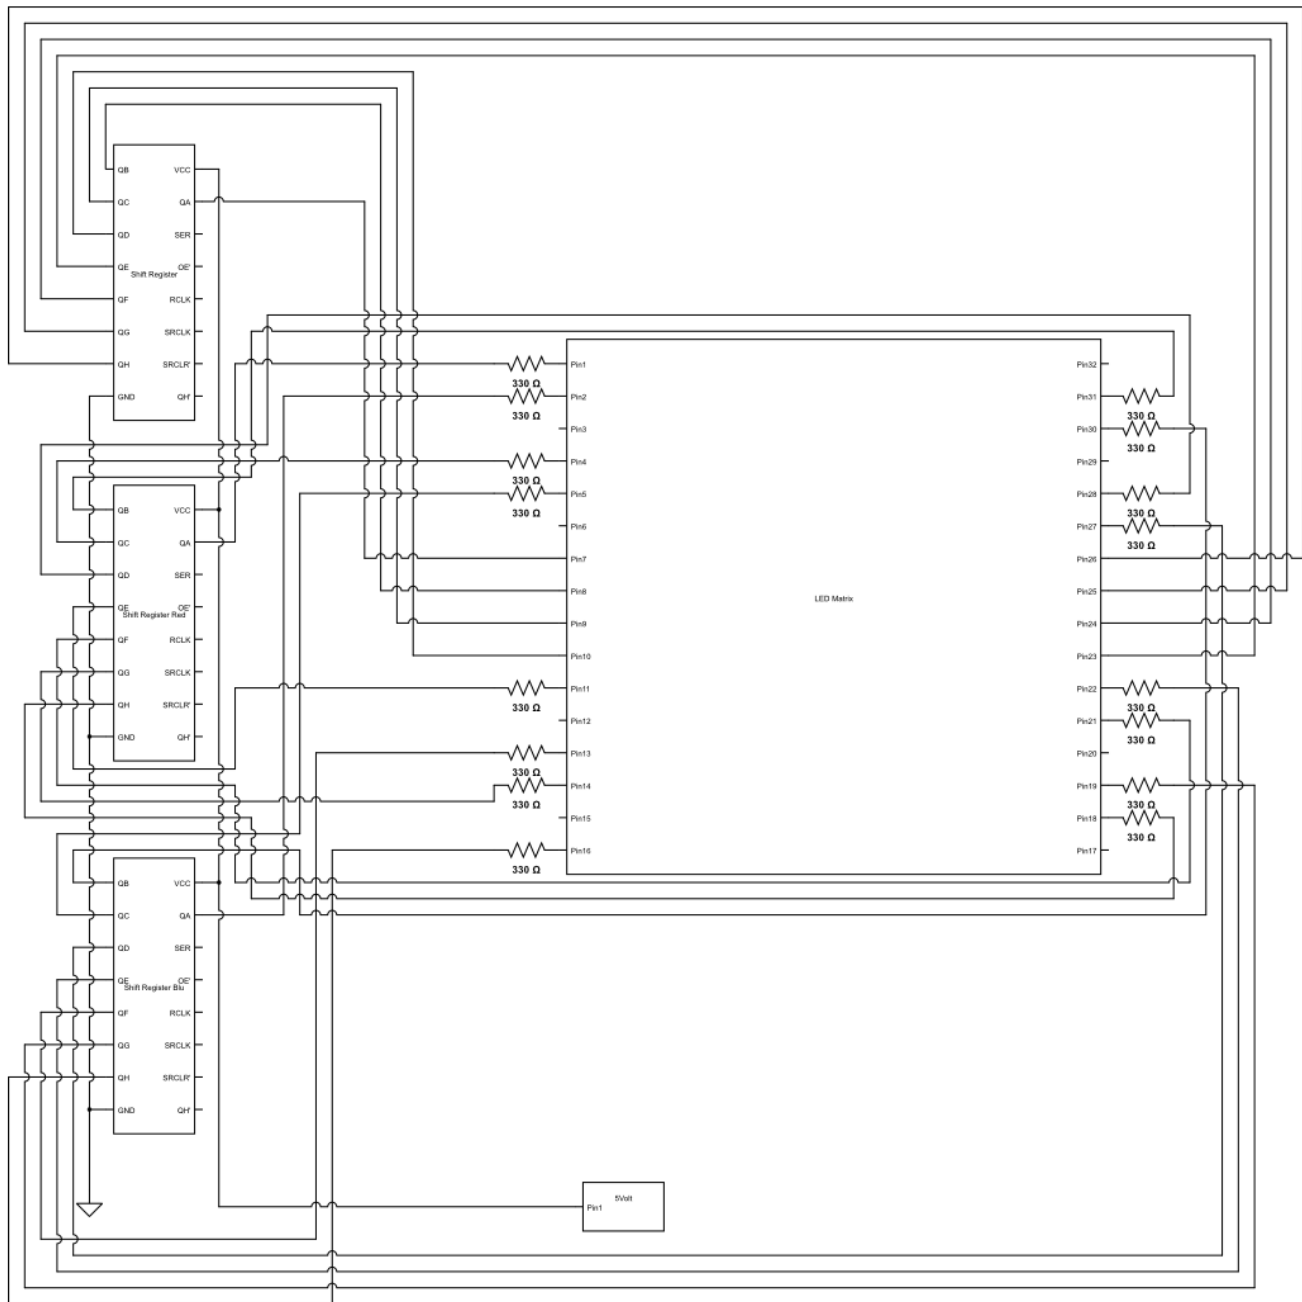 QB VCC
QC QA
QD SER
QE OE'
Shift Register
QF RCLK
QG SRCLK
QH SRCLR'
GND QH'
QB VCC
QC QA
QD SER
QE OE'
Shift Register Red
QF RCLK
QG SRCLK
QH SRCLR'
GND QH'
QB VCC
QC QA
QD SER
QE OE'
Shift Register Blu
QF RCLK
QG SRCLK
QH SRCLR'
GND QH'
Pin1
330 Ω
Pin2
330 Ω
Pin3
Pin4
330 Ω
Pin5
330 Ω
Pin6
Pin7
Pin8
Pin9
Pin10
Pin11
330 Ω
Pin12
Pin13
330 Ω
Pin14
330 Ω
Pin15
Pin16
330 Ω
LED Matrix
Pin32
Pin31
330 Ω
Pin30
330 Ω
Pin29
Pin28
330 Ω
Pin27
330 Ω
Pin26
Pin25
Pin24
Pin23
Pin22
330 Ω
Pin21
330 Ω
Pin20
Pin19
330 Ω
Pin18
330 Ω
Pin17
5Volt
Pin1